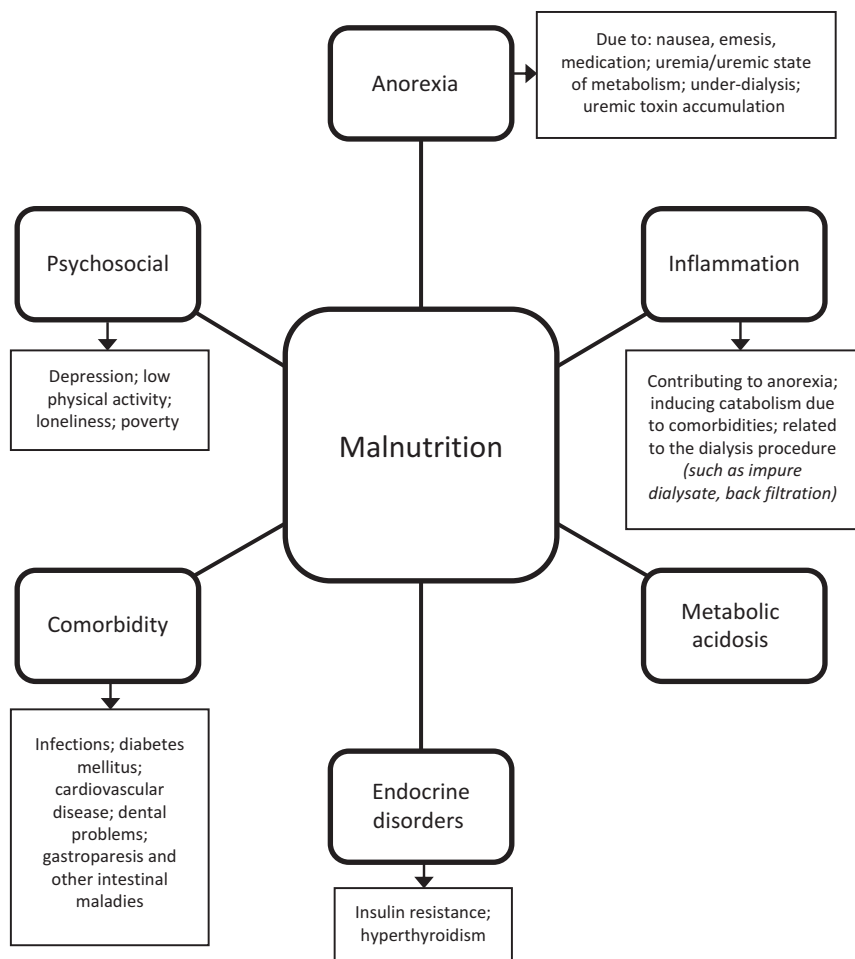 Anorexia
Due to: nausea, emesis,
medication; uremia/uremic state
of metabolism; under-dialysis;
uremic toxin accumulation
Psychosocial
Depression; low
physical activity;
loneliness; poverty
Inflammation
Contributing to anorexia;
inducing catabolism due
to comorbidities; related
to the dialysis procedure
(such as impure
dialysate, back filtration)
Malnutrition
Comorbidity
Infections; diabetes
mellitus;
cardiovascular
disease; dental
problems;
gastroparesis and
other intestinal
maladies
Metabolic
acidosis
Endocrine
disorders
Insulin resistance;
hyperthyroidism